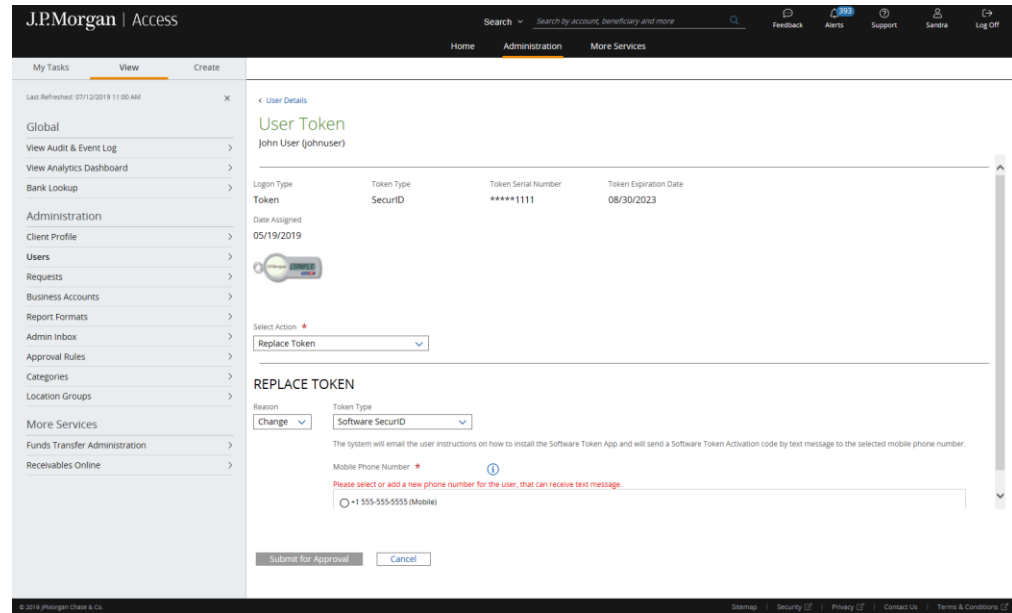 J.P.Morgan | Access
Search Search by account, beneficiary and more
Feedback
393
Alerts
Support
Sandra
Log Off
Home Administration More Services
My Tasks View Create
Last Refreshed: 07/12/2019 11:00 AM
Global
View Audit & Event Log
View Analytics Dashboard
Bank Lookup
Administration
Client Profile
Users
Requests
Business Accounts
Report Formats
Admin Inbox
Approval Rules
Categories
Location Groups
More Services
Funds Transfer Administration
Receivables Online
User Details
User Token
John User (johnuser)
Logon Type Token Type Token Serial Number Token Expiration Date
Token SecurID *****1111 08/30/2023
Date Assigned
05/19/2019
J.P.Morgan
Select Action *
Replace Token
REPLACE TOKEN
Reason Token Type
Change Software SecurID
The system will email the user instructions on how to install the Software Token App and will send a Software Token Activation code by text message to the selected mobile phone number.
Mobile Phone Number *
Please select or add a new phone number for the user, that can receive text message.
+1 555-555-5555 (Mobile)
Submit for Approval Cancel
© 2019 JPMorgan Chase & Co.
Sitemap | Security | Privacy | Contact Us | Terms & Conditions